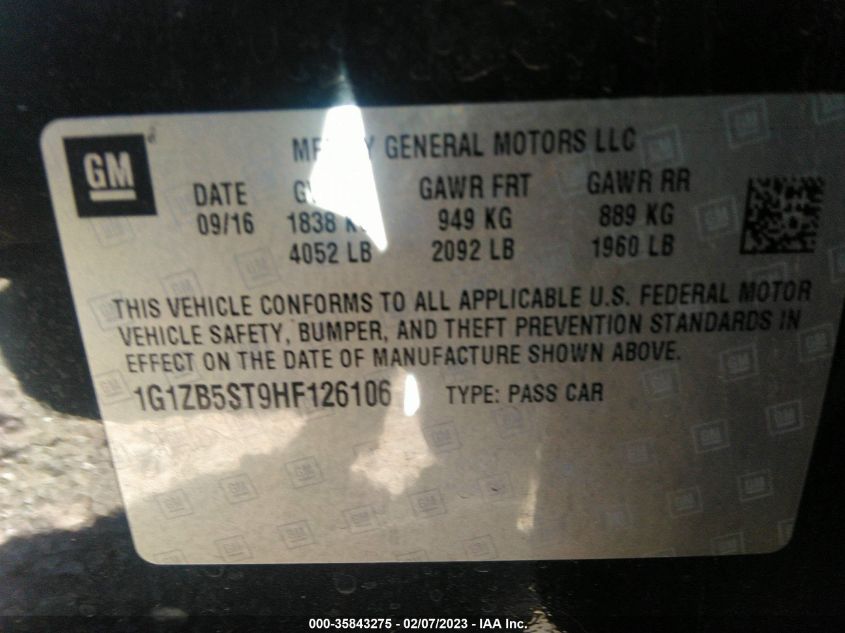 GM
GENERAL MOTORS LLC
DATE GAWR FRT GAWR RR
09/16 1838 949 KG 889 KG
4052 LB 2092 LB 1960 LB
THIS VEHICLE CONFORMS TO ALL APPLICABLE U.S. FEDERAL MOTOR
VEHICLE SAFETY, BUMPER, AND THEFT PREVENTION STANDARDS IN
EFFECT ON THE DATE OF MANUFACTURE SHOWN ABOVE.
1G1ZB5ST9HF126106 TYPE: PASS CAR
000-35843275 - 02/07/2023 - IAA Inc.